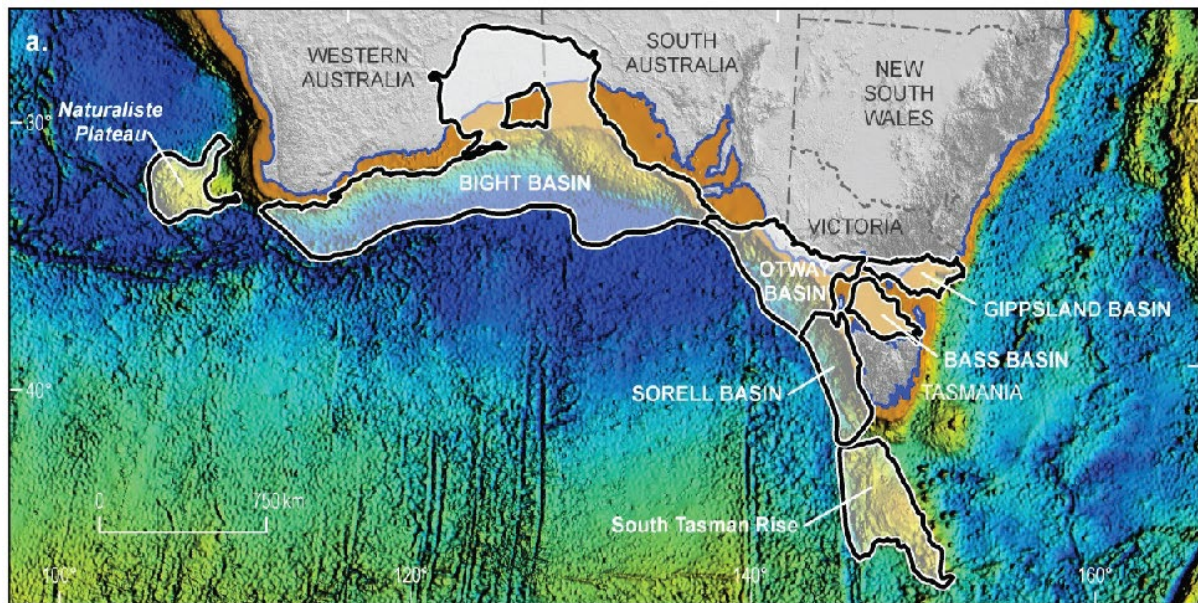 a.
WESTERN
AUSTRALIA
SOUTH
AUSTRALIA
NEW
SOUTH
WALES
Naturaliste
Plateau
30°
BIGHT BASIN
VICTORIA
OTWAY
BASIN
GIPPSLAND BASIN
BASS BASIN
SORELL BASIN
TASMANIA
40°
0
750 km
South Tasman Rise
100°
120°
140°
160°